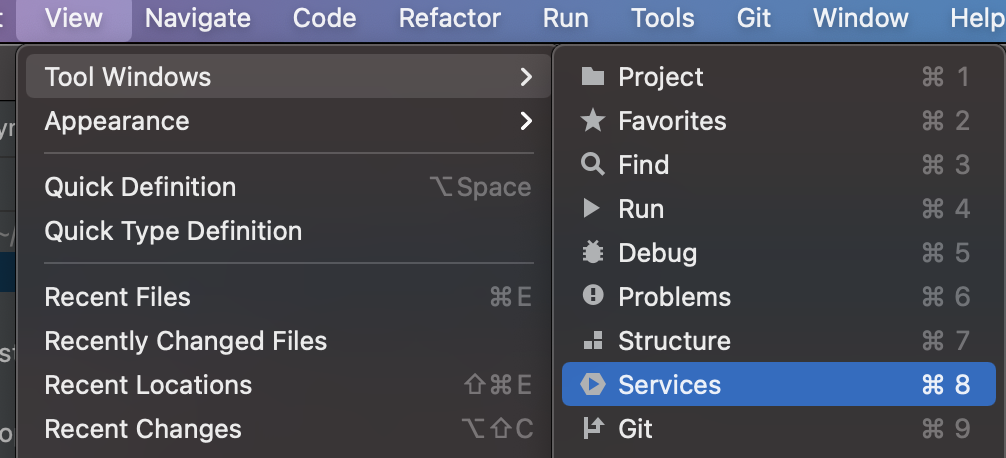 View Navigate Code Refactor Run Tools Git Window Help
Tool Windows
Appearance
Quick Definition ⌥Space
Quick Type Definition
Recent Files ⌘E
Recently Changed Files
Recent Locations ⇧⌘E
Recent Changes ⌥⇧C
Project ⌘ 1
Favorites ⌘ 2
Find ⌘ 3
Run ⌘ 4
Debug ⌘ 5
Problems ⌘ 6
Structure ⌘ 7
Services ⌘ 8
Git ⌘ 9